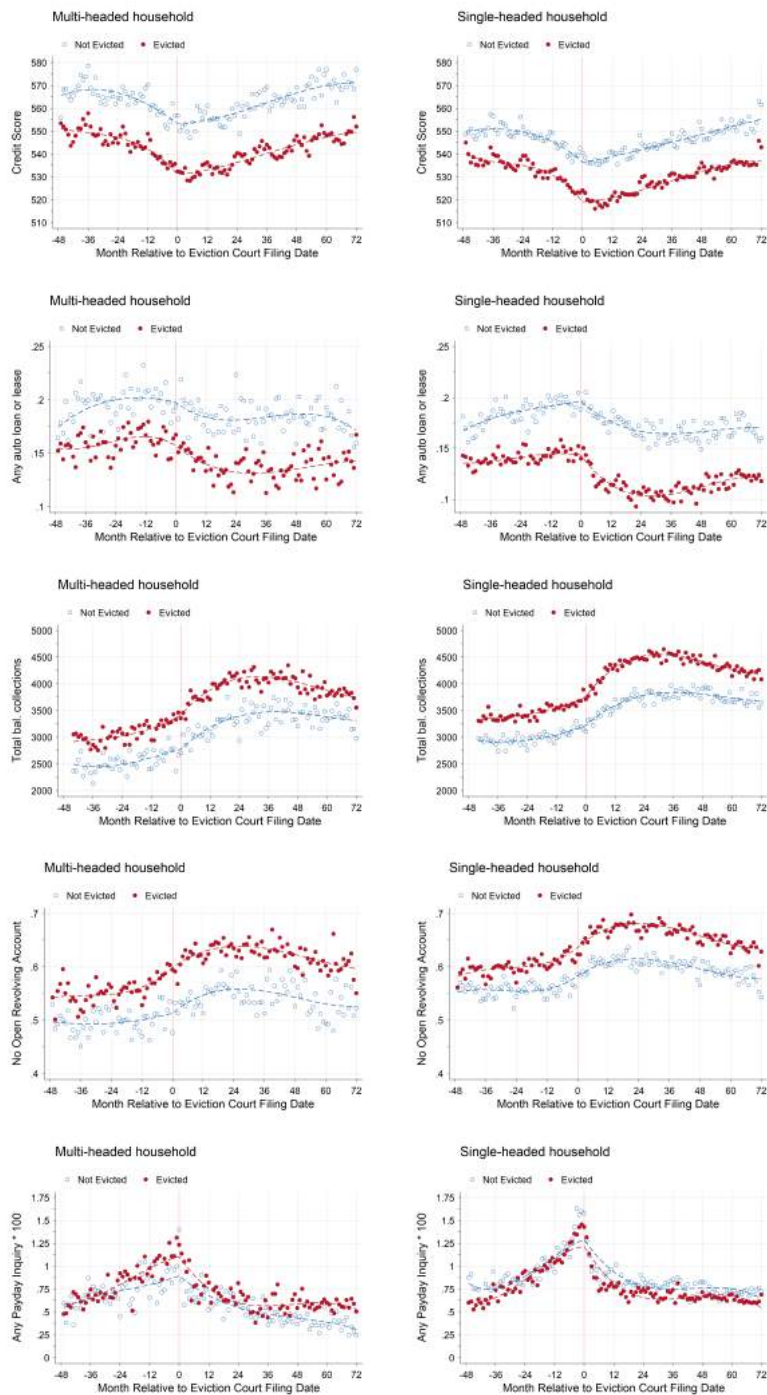 Multi-headed household
Not Evicted Evicted
Credit Score
580
570
560
550
540
530
520
510
-48 -36 -24 -12 0 12 24 36 48 60 72
Month Relative to Eviction Court Filing Date
Single-headed household
Not Evicted Evicted
Credit Score
580
570
560
550
540
530
520
510
-48 -36 -24 -12 0 12 24 36 48 60 72
Month Relative to Eviction Court Filing Date
Multi-headed household
Not Evicted Evicted
Any auto loan or lease
.25
.2
.15
.1
-48 -36 -24 -12 0 12 24 36 48 60 72
Month Relative to Eviction Court Filing Date
Single-headed household
Not Evicted Evicted
Any auto loan or lease
.25
.2
.15
.1
-48 -36 -24 -12 0 12 24 36 48 60 72
Month Relative to Eviction Court Filing Date
Multi-headed household
Not Evicted Evicted
Total bal. collections
5000
4500
4000
3500
3000
2500
2000
-48 -36 -24 -12 0 12 24 36 48 60 72
Month Relative to Eviction Court Filing Date
Single-headed household
Not Evicted Evicted
Total bal. collections
5000
4500
4000
3500
3000
2500
2000
-48 -36 -24 -12 0 12 24 36 48 60 72
Month Relative to Eviction Court Filing Date
Multi-headed household
Not Evicted Evicted
No Open Revolving Account
.7
.6
.5
.4
-48 -36 -24 -12 0 12 24 36 48 60 72
Month Relative to Eviction Court Filing Date
Single-headed household
Not Evicted Evicted
No Open Revolving Account
.7
.6
.5
.4
-48 -36 -24 -12 0 12 24 36 48 60 72
Month Relative to Eviction Court Filing Date
Multi-headed household
Not Evicted Evicted
Any Payday Inquiry * 100
1.75
1.5
1.25
1
.75
.5
.25
0
-48 -36 -24 -12 0 12 24 36 48 60 72
Month Relative to Eviction Court Filing Date
Single-headed household
Not Evicted Evicted
Any Payday Inquiry * 100
1.75
1.5
1.25
1
.75
.5
.25
0
-48 -36 -24 -12 0 12 24 36 48 60 72
Month Relative to Eviction Court Filing Date